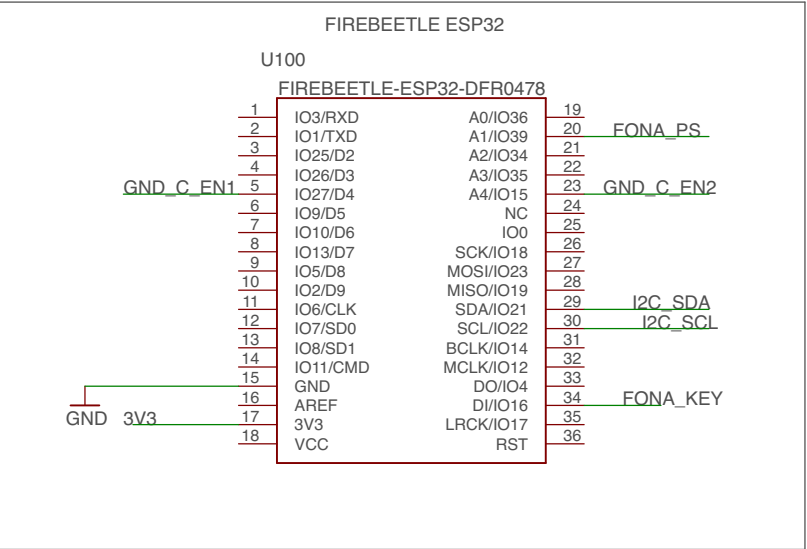 FIREBEETLE ESP32
U100
FIREBEETLE-ESP32-DFR0478
1 IO3/RXD A0/IO36 19
2 IO1/TXD A1/IO39 20 FONA_PS
3 IO25/D2 A2/IO34 21
4 IO26/D3 A3/IO35 22
GND_C_EN1 5 IO27/D4 A4/IO15 23 GND_C_EN2
6 IO9/D5 NC 24
7 IO10/D6 IO0 25
8 IO13/D7 SCK/IO18 26
9 IO5/D8 MOSI/IO23 27
10 IO2/D9 MISO/IO19 28
11 IO6/CLK SDA/IO21 29 I2C_SDA
12 IO7/SD0 SCL/IO22 30 I2C_SCL
13 IO8/SD1 BCLK/IO14 31
14 IO11/CMD MCLK/IO12 32
15 GND DO/IO4 33
16 AREF DI/IO16 34 FONA_KEY
GND 3V3 17 3V3 LRCK/IO17 35
18 VCC RST 36